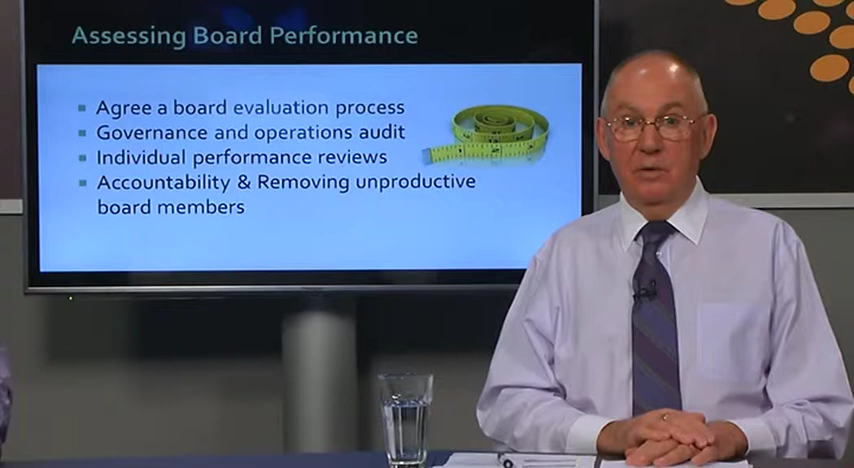 Assessing Board Performance
Agree a board evaluation process
Governance and operations audit
Individual performance reviews
Accountability & Removing unproductive
board members